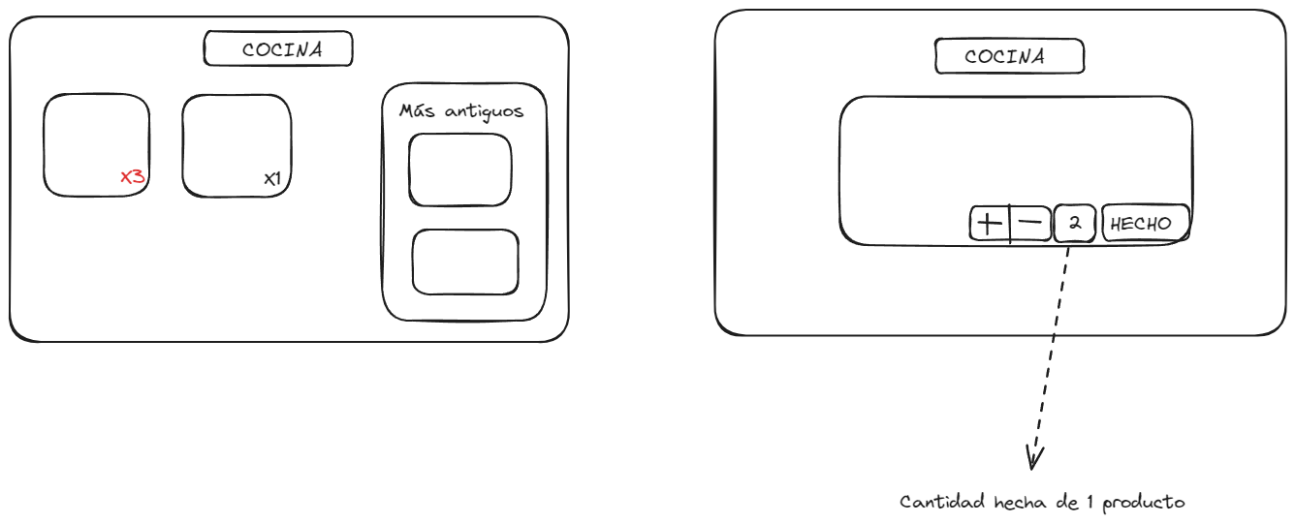 COCINA
Más antiguos
x3
x1
COCINA
+ - 2 HECHO
Cantidad hecha de 1 producto